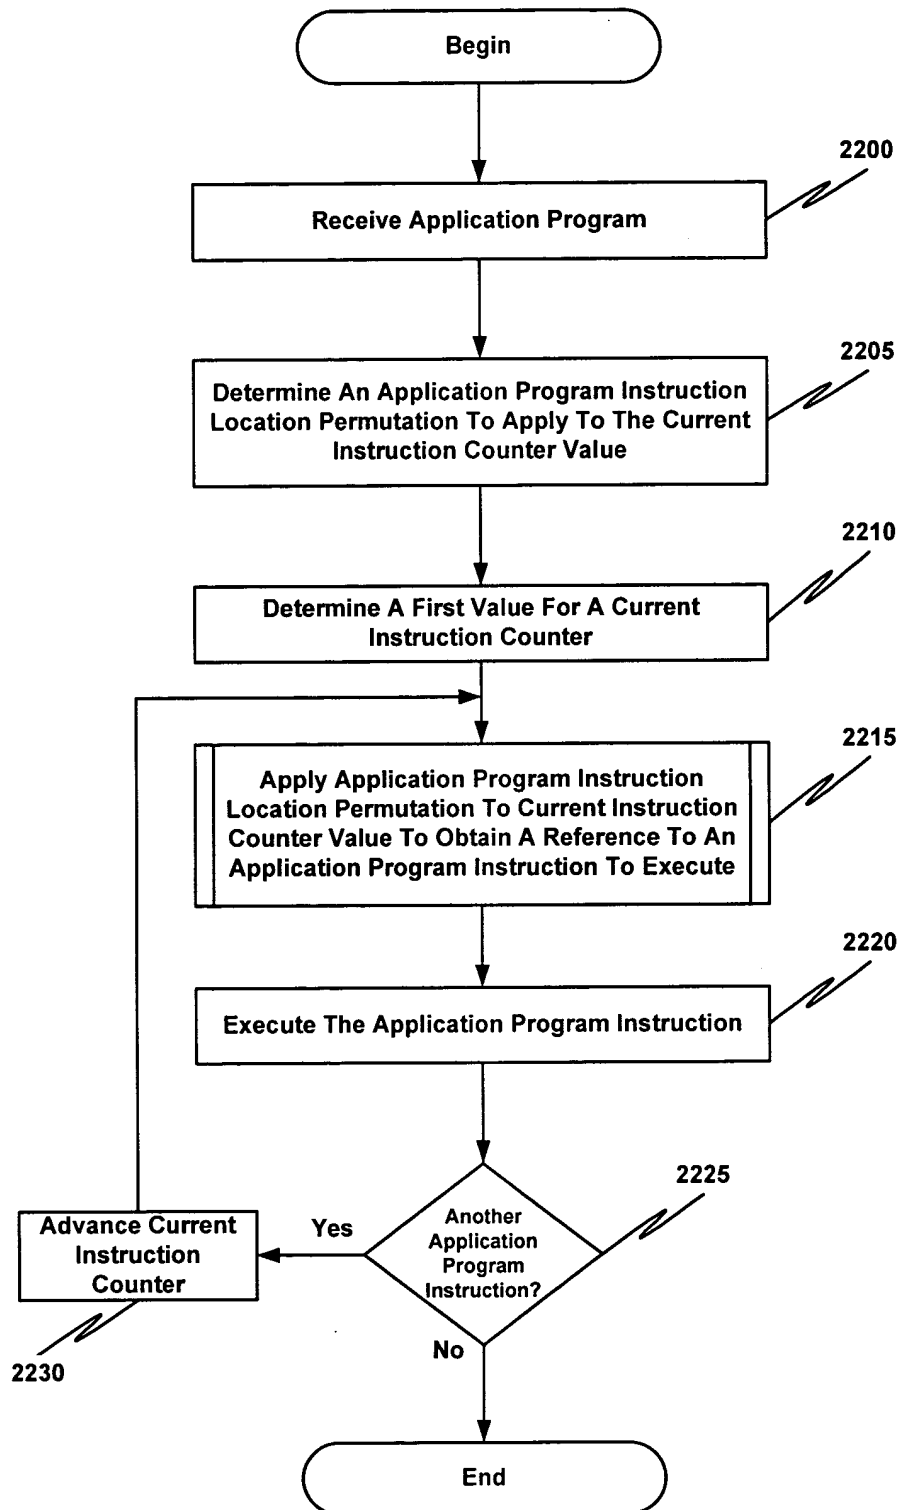 Begin
2200
Receive Application Program
2205
Determine An Application Program Instruction
Location Permutation To Apply To The Current
Instruction Counter Value
2210
Determine A First Value For A Current
Instruction Counter
2215
Apply Application Program Instruction
Location Permutation To Current Instruction
Counter Value To Obtain A Reference To An
Application Program Instruction To Execute
2220
Execute The Application Program Instruction
2225
Another
Application
Program
Instruction?
Yes
Advance Current
Instruction
Counter
2230
No
End